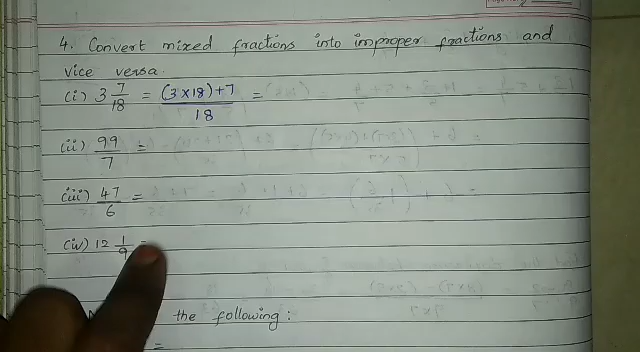 4. Convert mixed fractions into improper fractions and
vice versa.
(i) 3 7/18 = (3×18)+7/18 =
(ii) 99/7 =
(iii) 47/6 =
(iv) 12 1/9 =
the following:
=